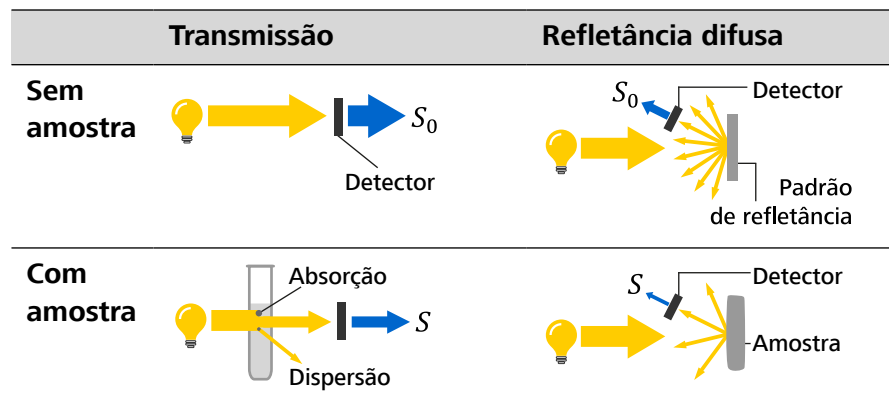 Transmissão
Refletância difusa
Sem
amostra
S₀
Detector
S₀
Detector
Padrão
de refletância
Com
amostra
Absorção
S
Dispersão
S
Detector
Amostra